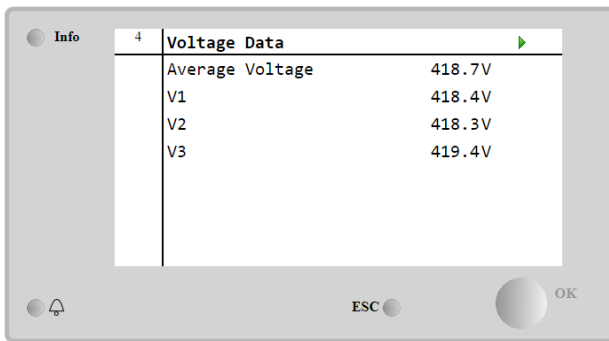 Info
4 Voltage Data
Average Voltage 418.7V
V1 418.4V
V2 418.3V
V3 419.4V
ESC
OK